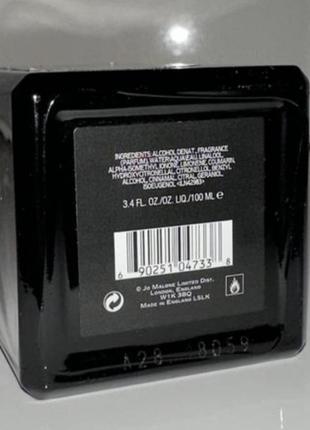 INGREDIENTS: ALCOHOL DENAT., FRAGRANCE
(PARFUM), WATER\AQUA\EAU, LINALOOL,
ALPHA-ISOMETHYL IONONE, LIMONENE, COUMARIN,
HYDROXYCITRONELLAL, CITRONELLOL, BENZYL
ALCOHOL, CINNAMAL, CITRAL, GERANIOL,
ISOEUGENOL <ILN42983>
3.4 FL. OZ./OZ. LIQ./100 ML ℮
6 90251 04733 8
© JO MALONE LIMITED DIST.
LONDON, ENGLAND
W1K 3BQ
MADE IN ENGLAND LSLK
A28 8059